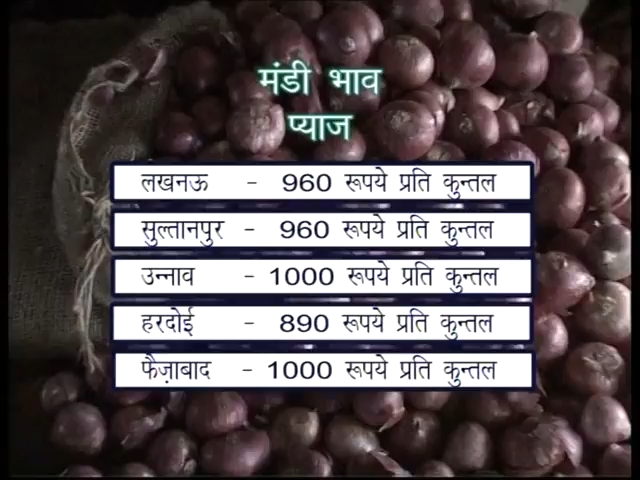 मंडी भाव
प्याज
लखनऊ - 960 रूपये प्रति कुन्तल
सुल्तानपुर - 960 रूपये प्रति कुन्तल
उन्नाव - 1000 रूपये प्रति कुन्तल
हरदोई - 890 रूपये प्रति कुन्तल
फैज़ाबाद - 1000 रूपये प्रति कुन्तल